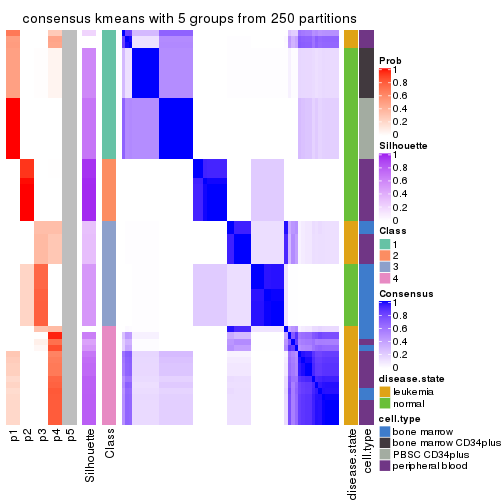 consensus kmeans with 5 groups from 250 partitions
Prob
1
0.8
0.6
0.4
0.2
0
Silhouette
1
0.8
0.6
0.4
0.2
0
Class
1
2
3
4
Consensus
1
0.8
0.6
0.4
0.2
0
disease.state
leukemia
normal
cell.type
bone marrow
bone marrow CD34plus
PBSC CD34plus
peripheral blood
p1
p2
p3
p4
p5
Silhouette
Class
disease.state
cell.type